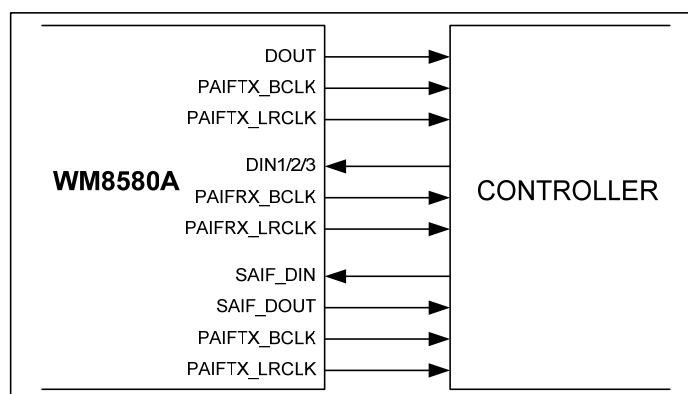 DOUT
PAIFTX_BCLK
PAIFTX_LRCLK
DIN1/2/3
WM8580A
CONTROLLER
PAIFRX_BCLK
PAIFRX_LRCLK
SAIF_DIN
SAIF_DOUT
PAIFTX_BCLK
PAIFTX_LRCLK